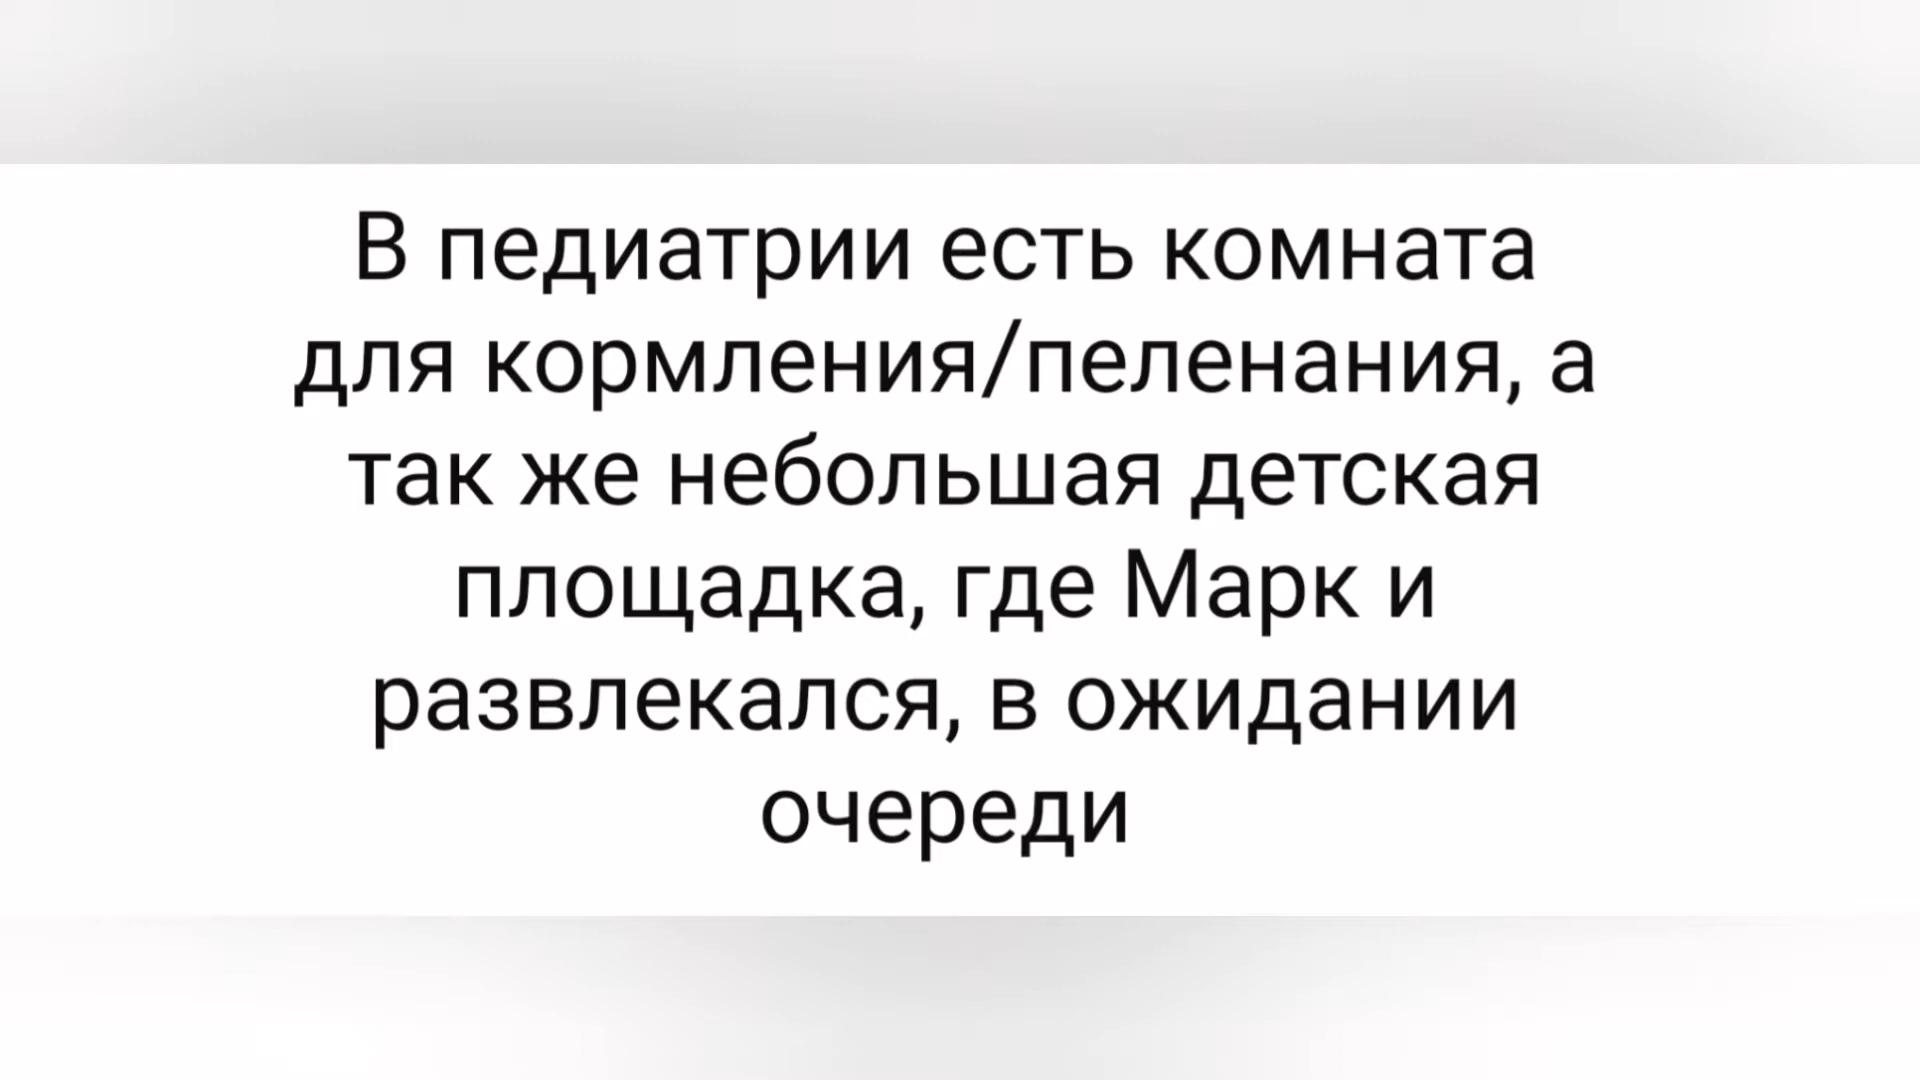 В педиатрии есть комната
для кормления/пеленания, а
так же небольшая детская
площадка, где Марк и
развлекался, в ожидании
очереди